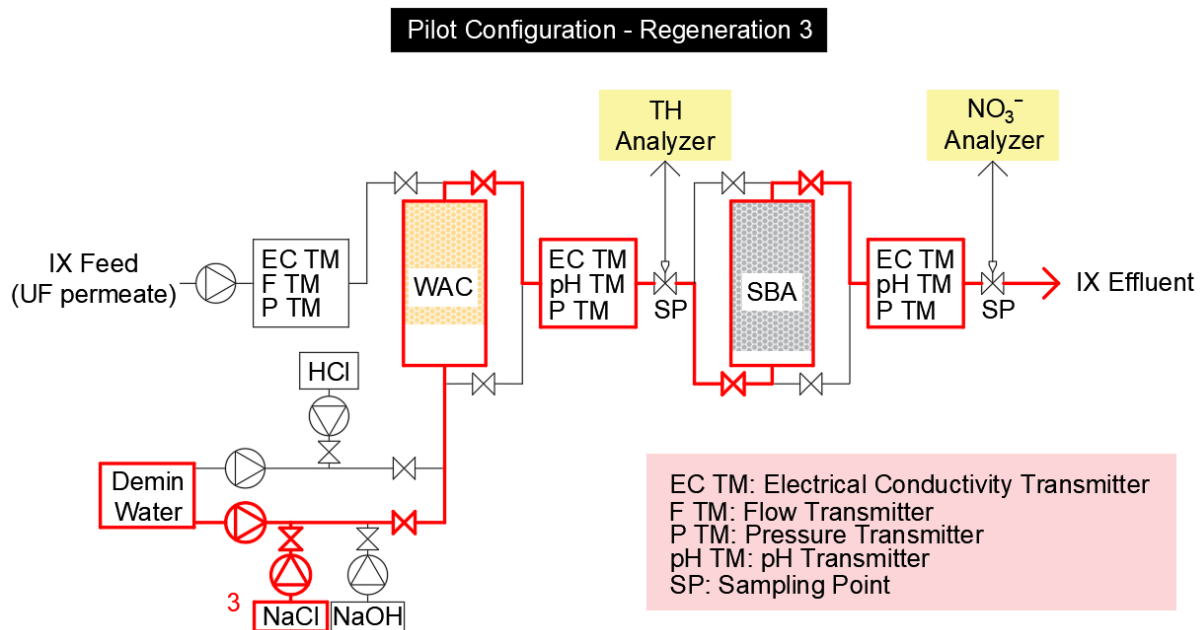 Pilot Configuration - Regeneration 3
TH
Analyzer
NO₃⁻
Analyzer
IX Feed
(UF permeate)
EC TM
F TM
P TM
WAC
EC TM
pH TM
P TM
SP
SBA
EC TM
pH TM
P TM
SP
IX Effluent
HCl
Demin
Water
3
NaCl
NaOH
EC TM: Electrical Conductivity Transmitter
F TM: Flow Transmitter
P TM: Pressure Transmitter
pH TM: pH Transmitter
SP: Sampling Point